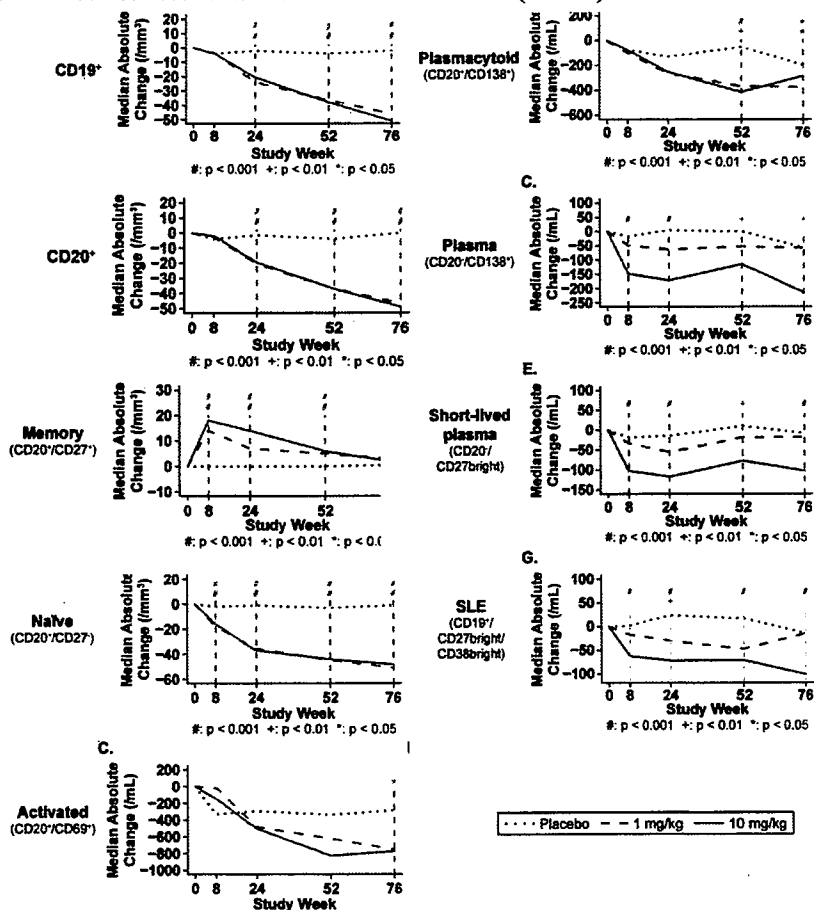 CD19⁺
Median Absolute
Change (/mm³)
20
10
0
−10
−20
−30
−40
−50
0 8 24 52 76
Study Week
#: p < 0.001 +: p < 0.01 *: p < 0.05
Plasmacytoid
(CD20⁺/CD138⁺)
Median Absolute
Change (/mL)
200
0
−200
−400
−600
0 8 24 52 76
Study Week
#: p < 0.001 +: p < 0.01 *: p < 0.05
CD20⁺
Median Absolute
Change (/mm³)
20
10
0
−10
−20
−30
−40
−50
0 8 24 52 76
Study Week
#: p < 0.001 +: p < 0.01 *: p < 0.05
C.
Plasma
(CD20⁻/CD138⁺)
Median Absolute
Change (/mL)
100
50
0
−50
−100
−150
−200
−250
0 8 24 52 76
Study Week
#: p < 0.001 +: p < 0.01 *: p < 0.05
Memory
(CD20⁺/CD27⁺)
Median Absolute
Change (/mm³)
30
20
10
0
−10
0 8 24 52
Study Week
#: p < 0.001 +: p < 0.01 *: p < 0.0
E.
Short-lived
plasma
(CD20⁻/
CD27bright)
Median Absolute
Change (/mL)
100
50
0
−50
−100
−150
0 8 24 52 76
Study Week
#: p < 0.001 +: p < 0.01 *: p < 0.05
Naïve
(CD20⁺/CD27⁻)
Median Absolute
Change (/mm³)
20
0
−20
−40
−60
0 8 24 52 76
Study Week
#: p < 0.001 +: p < 0.01 *: p < 0.05
G.
SLE
(CD19⁺/
CD27bright/
CD38bright)
Median Absolute
Change (/mL)
100
50
0
−50
−100
0 8 24 52 76
Study Week
#: p < 0.001 +: p < 0.01 *: p < 0.05
C.
Activated
(CD20⁺/CD69⁺)
Median Absolute
Change (/mL)
200
0
−200
−400
−600
−800
−1000
0 8 24 52 76
Study Week
Placebo 1 mg/kg 10 mg/kg